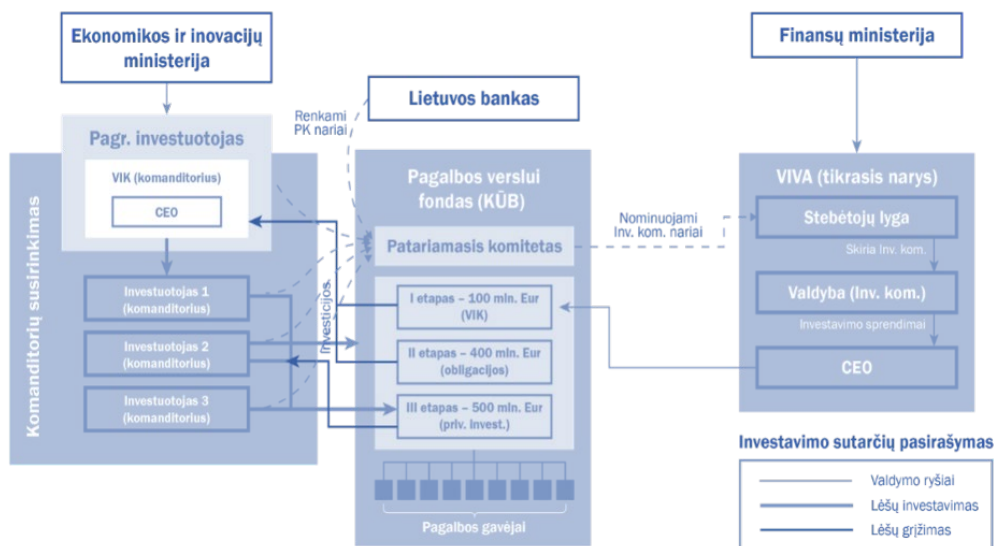 Ekonomikos ir inovacijų
ministerija
Finansų ministerija
Lietuvos bankas
Renkami
PK nariai
Komanditorių susirinkimas
Pagr. investuotojas
VIK (komanditorius)
CEO
Investuotojas 1
(komanditorius)
Investuotojas 2
(komanditorius)
Investuotojas 3
(komanditorius)
Investicijos
Pagalbos verslui
fondas (KŪB)
Patariamasis komitetas
I etapas – 100 mln. Eur
(VIK)
II etapas – 400 mln. Eur
(obligacijos)
III etapas – 500 mln. Eur
(priv. invest.)
Pagalbos gavėjai
Nominuojami
Inv. kom. nariai
VIVA (tikrasis narys)
Stebėtojų lyga
Skiria Inv. kom.
Valdyba (Inv. kom.)
Investavimo sprendimai
CEO
Investavimo sutarčių pasirašymas
Valdymo ryšiai
Lėšų investavimas
Lėšų grįžimas